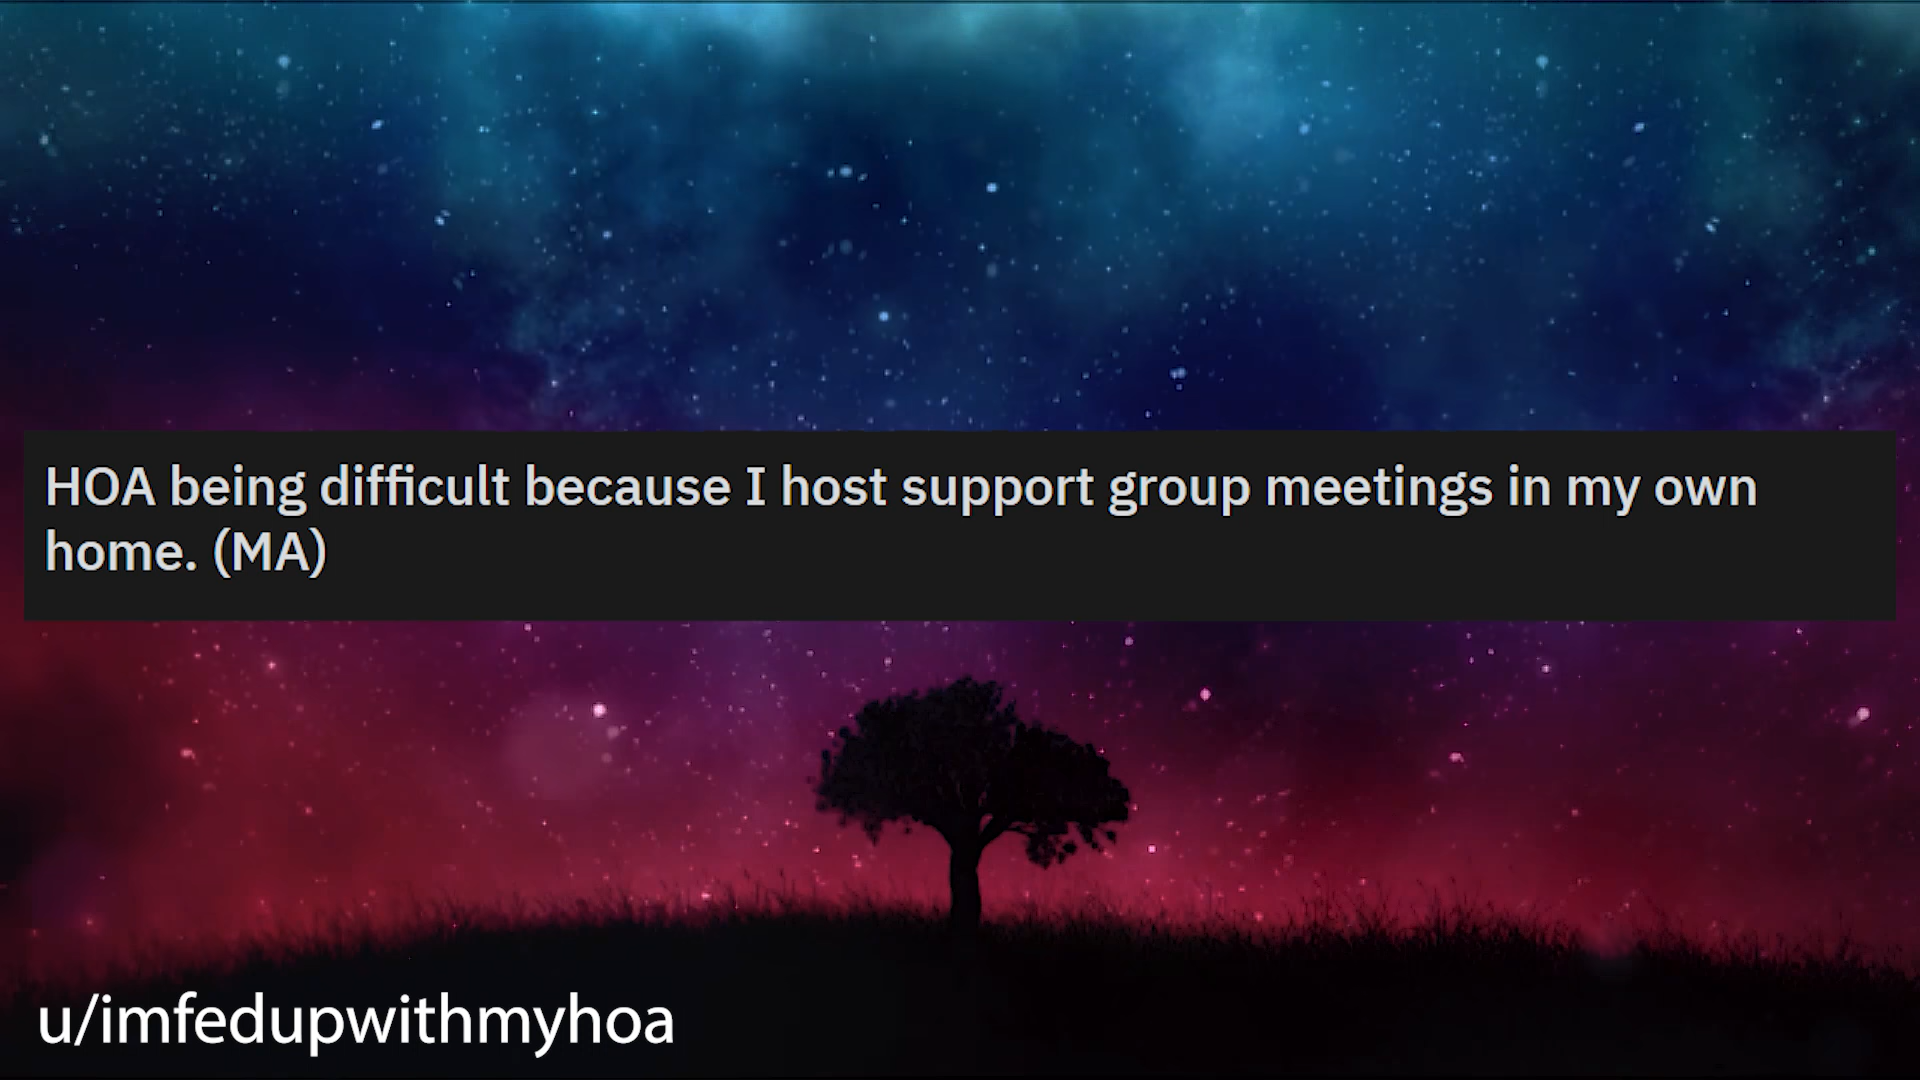 HOA being difficult because I host support group meetings in my own
home. (MA)
u/imfedupwithmyhoa